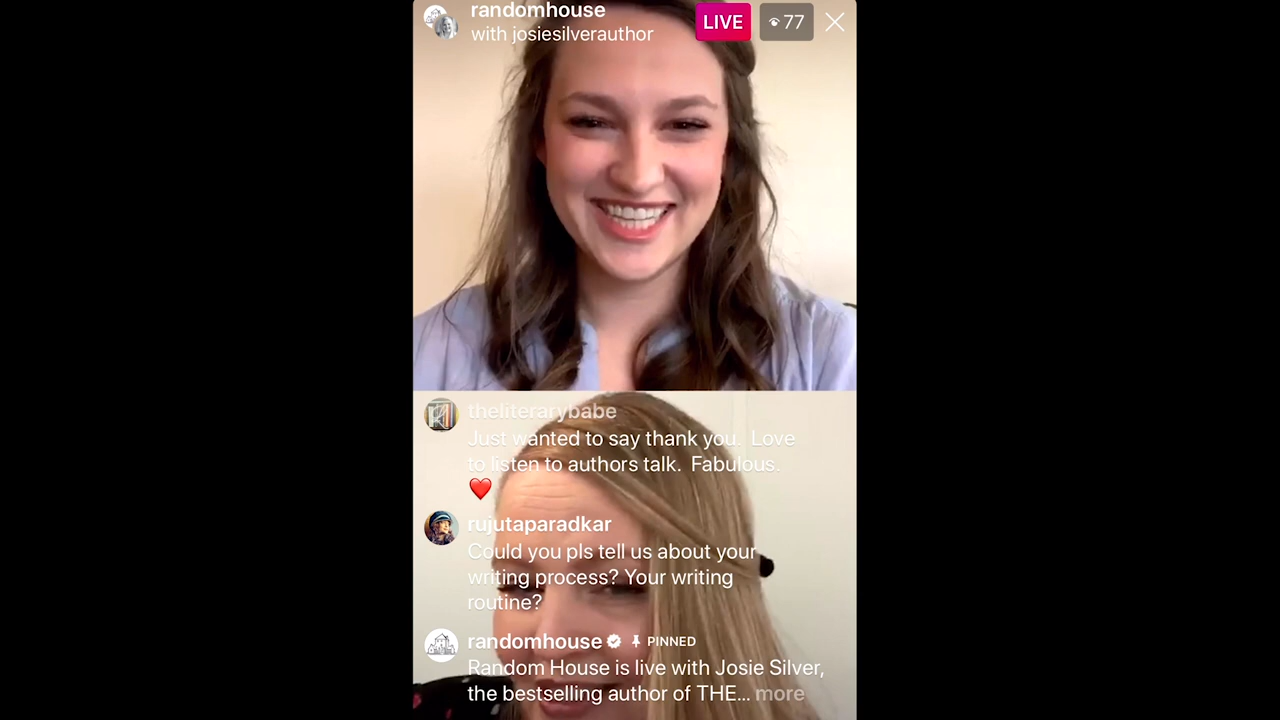 randomhouse
with josiesilverauthor
LIVE
77
theliterarybabe
Just wanted to say thank you. Love
to listen to authors talk. Fabulous.
rujutaparadkar
Could you pls tell us about your
writing process? Your writing
routine?
randomhouse PINNED
Random House is live with Josie Silver,
the bestselling author of THE... more